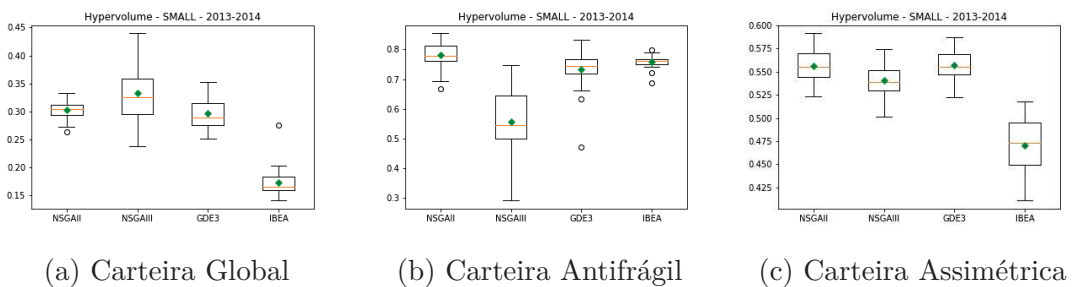 Hypervolume - SMALL - 2013-2014
0.45
0.40
0.35
0.30
0.25
0.20
0.15
NSGAII NSGAIII GDE3 IBEA
(a) Carteira Global
Hypervolume - SMALL - 2013-2014
0.8
0.7
0.6
0.5
0.4
0.3
NSGAII NSGAIII GDE3 IBEA
(b) Carteira Antifrágil
Hypervolume - SMALL - 2013-2014
0.600
0.575
0.550
0.525
0.500
0.475
0.450
0.425
NSGAII NSGAIII GDE3 IBEA
(c) Carteira Assimétrica